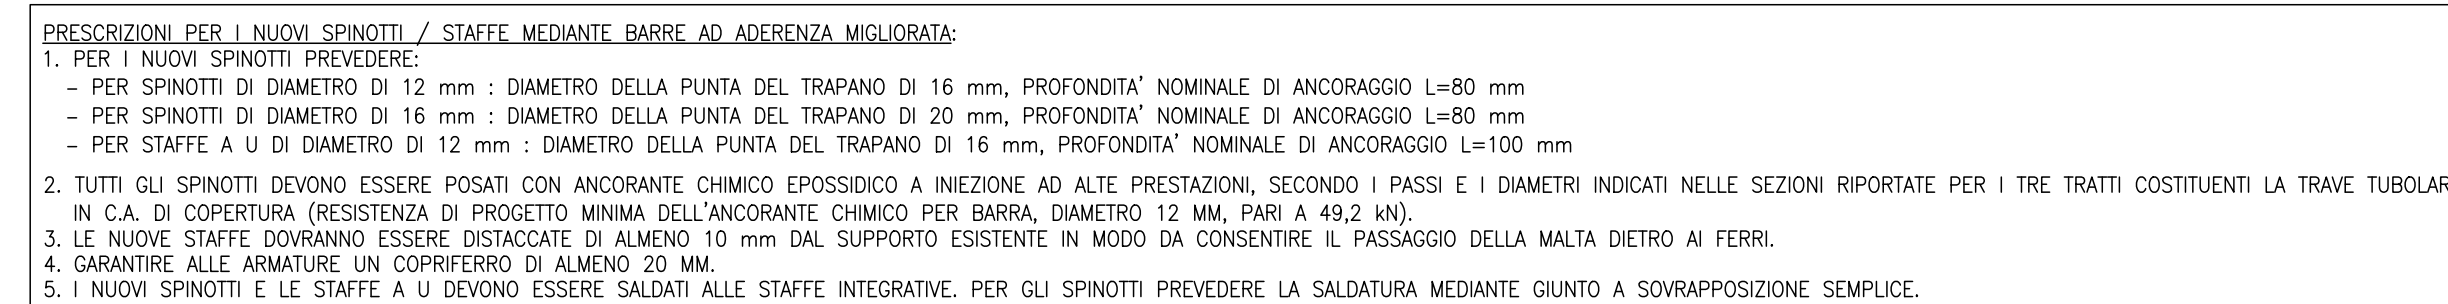 PRESCRIZIONI PER I NUOVI SPINOTTI / STAFFE MEDIANTE BARRE AD ADERENZA MIGLIORATA:
1. PER I NUOVI SPINOTTI PREVEDERE:
– PER SPINOTTI DI DIAMETRO DI 12 mm : DIAMETRO DELLA PUNTA DEL TRAPANO DI 16 mm, PROFONDITA' NOMINALE DI ANCORAGGIO L=80 mm
– PER SPINOTTI DI DIAMETRO DI 16 mm : DIAMETRO DELLA PUNTA DEL TRAPANO DI 20 mm, PROFONDITA' NOMINALE DI ANCORAGGIO L=80 mm
– PER STAFFE A U DI DIAMETRO DI 12 mm : DIAMETRO DELLA PUNTA DEL TRAPANO DI 16 mm, PROFONDITA' NOMINALE DI ANCORAGGIO L=100 mm
2. TUTTI GLI SPINOTTI DEVONO ESSERE POSATI CON ANCORANTE CHIMICO EPOSSIDICO A INIEZIONE AD ALTE PRESTAZIONI, SECONDO I PASSI E I DIAMETRI INDICATI NELLE SEZIONI RIPORTATE PER I TRE TRATTI COSTITUENTI LA TRAVE TUBOLAR
IN C.A. DI COPERTURA (RESISTENZA DI PROGETTO MINIMA DELL'ANCORANTE CHIMICO PER BARRA, DIAMETRO 12 MM, PARI A 49,2 kN).
3. LE NUOVE STAFFE DOVRANNO ESSERE DISTACCATE DI ALMENO 10 mm DAL SUPPORTO ESISTENTE IN MODO DA CONSENTIRE IL PASSAGGIO DELLA MALTA DIETRO AI FERRI.
4. GARANTIRE ALLE ARMATURE UN COPRIFERRO DI ALMENO 20 MM.
5. I NUOVI SPINOTTI E LE STAFFE A U DEVONO ESSERE SALDATI ALLE STAFFE INTEGRATIVE. PER GLI SPINOTTI PREVEDERE LA SALDATURA MEDIANTE GIUNTO A SOVRAPPOSIZIONE SEMPLICE.